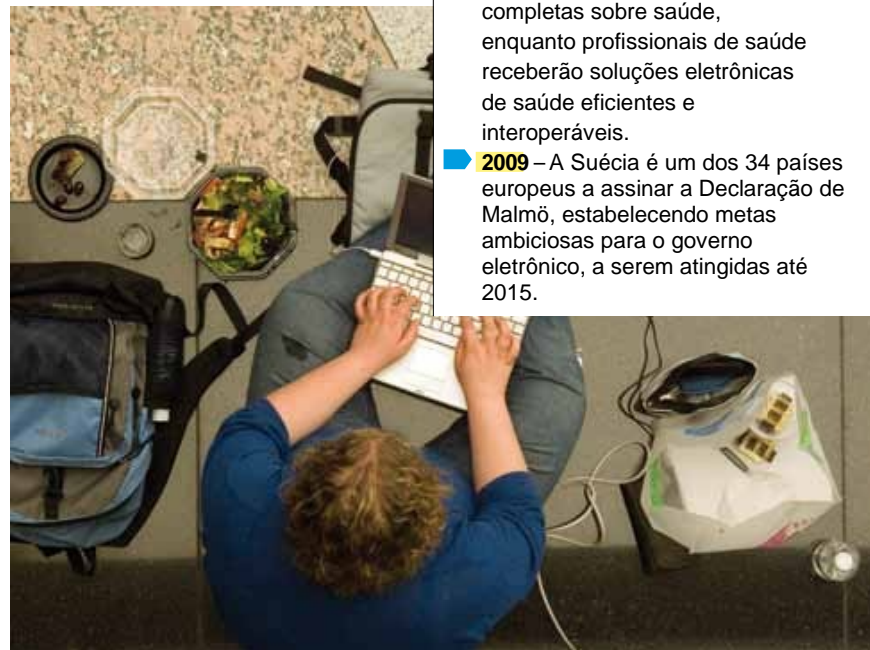 completas sobre saúde,
enquanto profissionais de saúde
receberão soluções eletrônicas
de saúde eficientes e
interoperáveis.
2009 – A Suécia é um dos 34 países
europeus a assinar a Declaração de
Malmö, estabelecendo metas
ambiciosas para o governo
eletrônico, a serem atingidas até
2015.